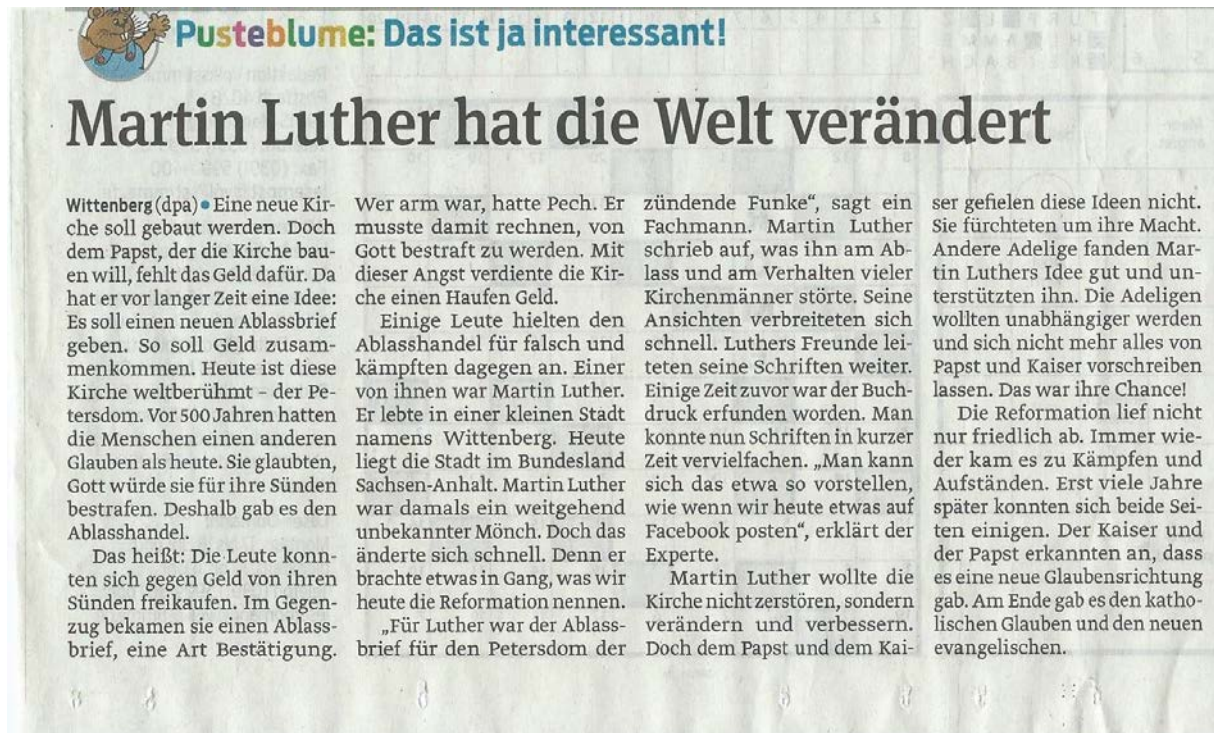 Pusteblume: Das ist ja interessant!
Martin Luther hat die Welt verändert
Wittenberg (dpa) • Eine neue Kir-
che soll gebaut werden. Doch
dem Papst, der die Kirche bau-
en will, fehlt das Geld dafür. Da
hat er vor langer Zeit eine Idee:
Es soll einen neuen Ablassbrief
geben. So soll Geld zusam-
menkommen. Heute ist diese
Kirche weltberühmt – der Pe-
tersdom. Vor 500 Jahren hatten
die Menschen einen anderen
Glauben als heute. Sie glaubten,
Gott würde sie für ihre Sünden
bestrafen. Deshalb gab es den
Ablasshandel.
Das heißt: Die Leute konn-
ten sich gegen Geld von ihren
Sünden freikaufen. Im Gegen-
zug bekamen sie einen Ablass-
brief, eine Art Bestätigung.
Wer arm war, hatte Pech. Er
musste damit rechnen, von
Gott bestraft zu werden. Mit
dieser Angst verdiente die Kir-
che einen Haufen Geld.
Einige Leute hielten den
Ablasshandel für falsch und
kämpften dagegen an. Einer
von ihnen war Martin Luther.
Er lebte in einer kleinen Stadt
namens Wittenberg. Heute
liegt die Stadt im Bundesland
Sachsen-Anhalt. Martin Luther
war damals ein weitgehend
unbekannter Mönch. Doch das
änderte sich schnell. Denn er
brachte etwas in Gang, was wir
heute die Reformation nennen.
„Für Luther war der Ablass-
brief für den Petersdom der
zündende Funke“, sagt ein
Fachmann. Martin Luther
schrieb auf, was ihn am Ab-
lass und am Verhalten vieler
Kirchenmänner störte. Seine
Ansichten verbreiteten sich
schnell. Luthers Freunde lei-
teten seine Schriften weiter.
Einige Zeit zuvor war der Buch-
druck erfunden worden. Man
konnte nun Schriften in kurzer
Zeit vervielfachen. „Man kann
sich das etwa so vorstellen,
wie wenn wir heute etwas auf
Facebook posten“, erklärt der
Experte.
Martin Luther wollte die
Kirche nicht zerstören, sondern
verändern und verbessern.
Doch dem Papst und dem Kai-
ser gefielen diese Ideen nicht.
Sie fürchteten um ihre Macht.
Andere Adelige fanden Mar-
tin Luthers Idee gut und un-
terstützten ihn. Die Adeligen
wollten unabhängiger werden
und sich nicht mehr alles von
Papst und Kaiser vorschreiben
lassen. Das war ihre Chance!
Die Reformation lief nicht
nur friedlich ab. Immer wie-
der kam es zu Kämpfen und
Aufständen. Erst viele Jahre
später konnten sich beide Sei-
ten einigen. Der Kaiser und
der Papst erkannten an, dass
es eine neue Glaubensrichtung
gab. Am Ende gab es den katho-
lischen Glauben und den neuen
evangelischen.